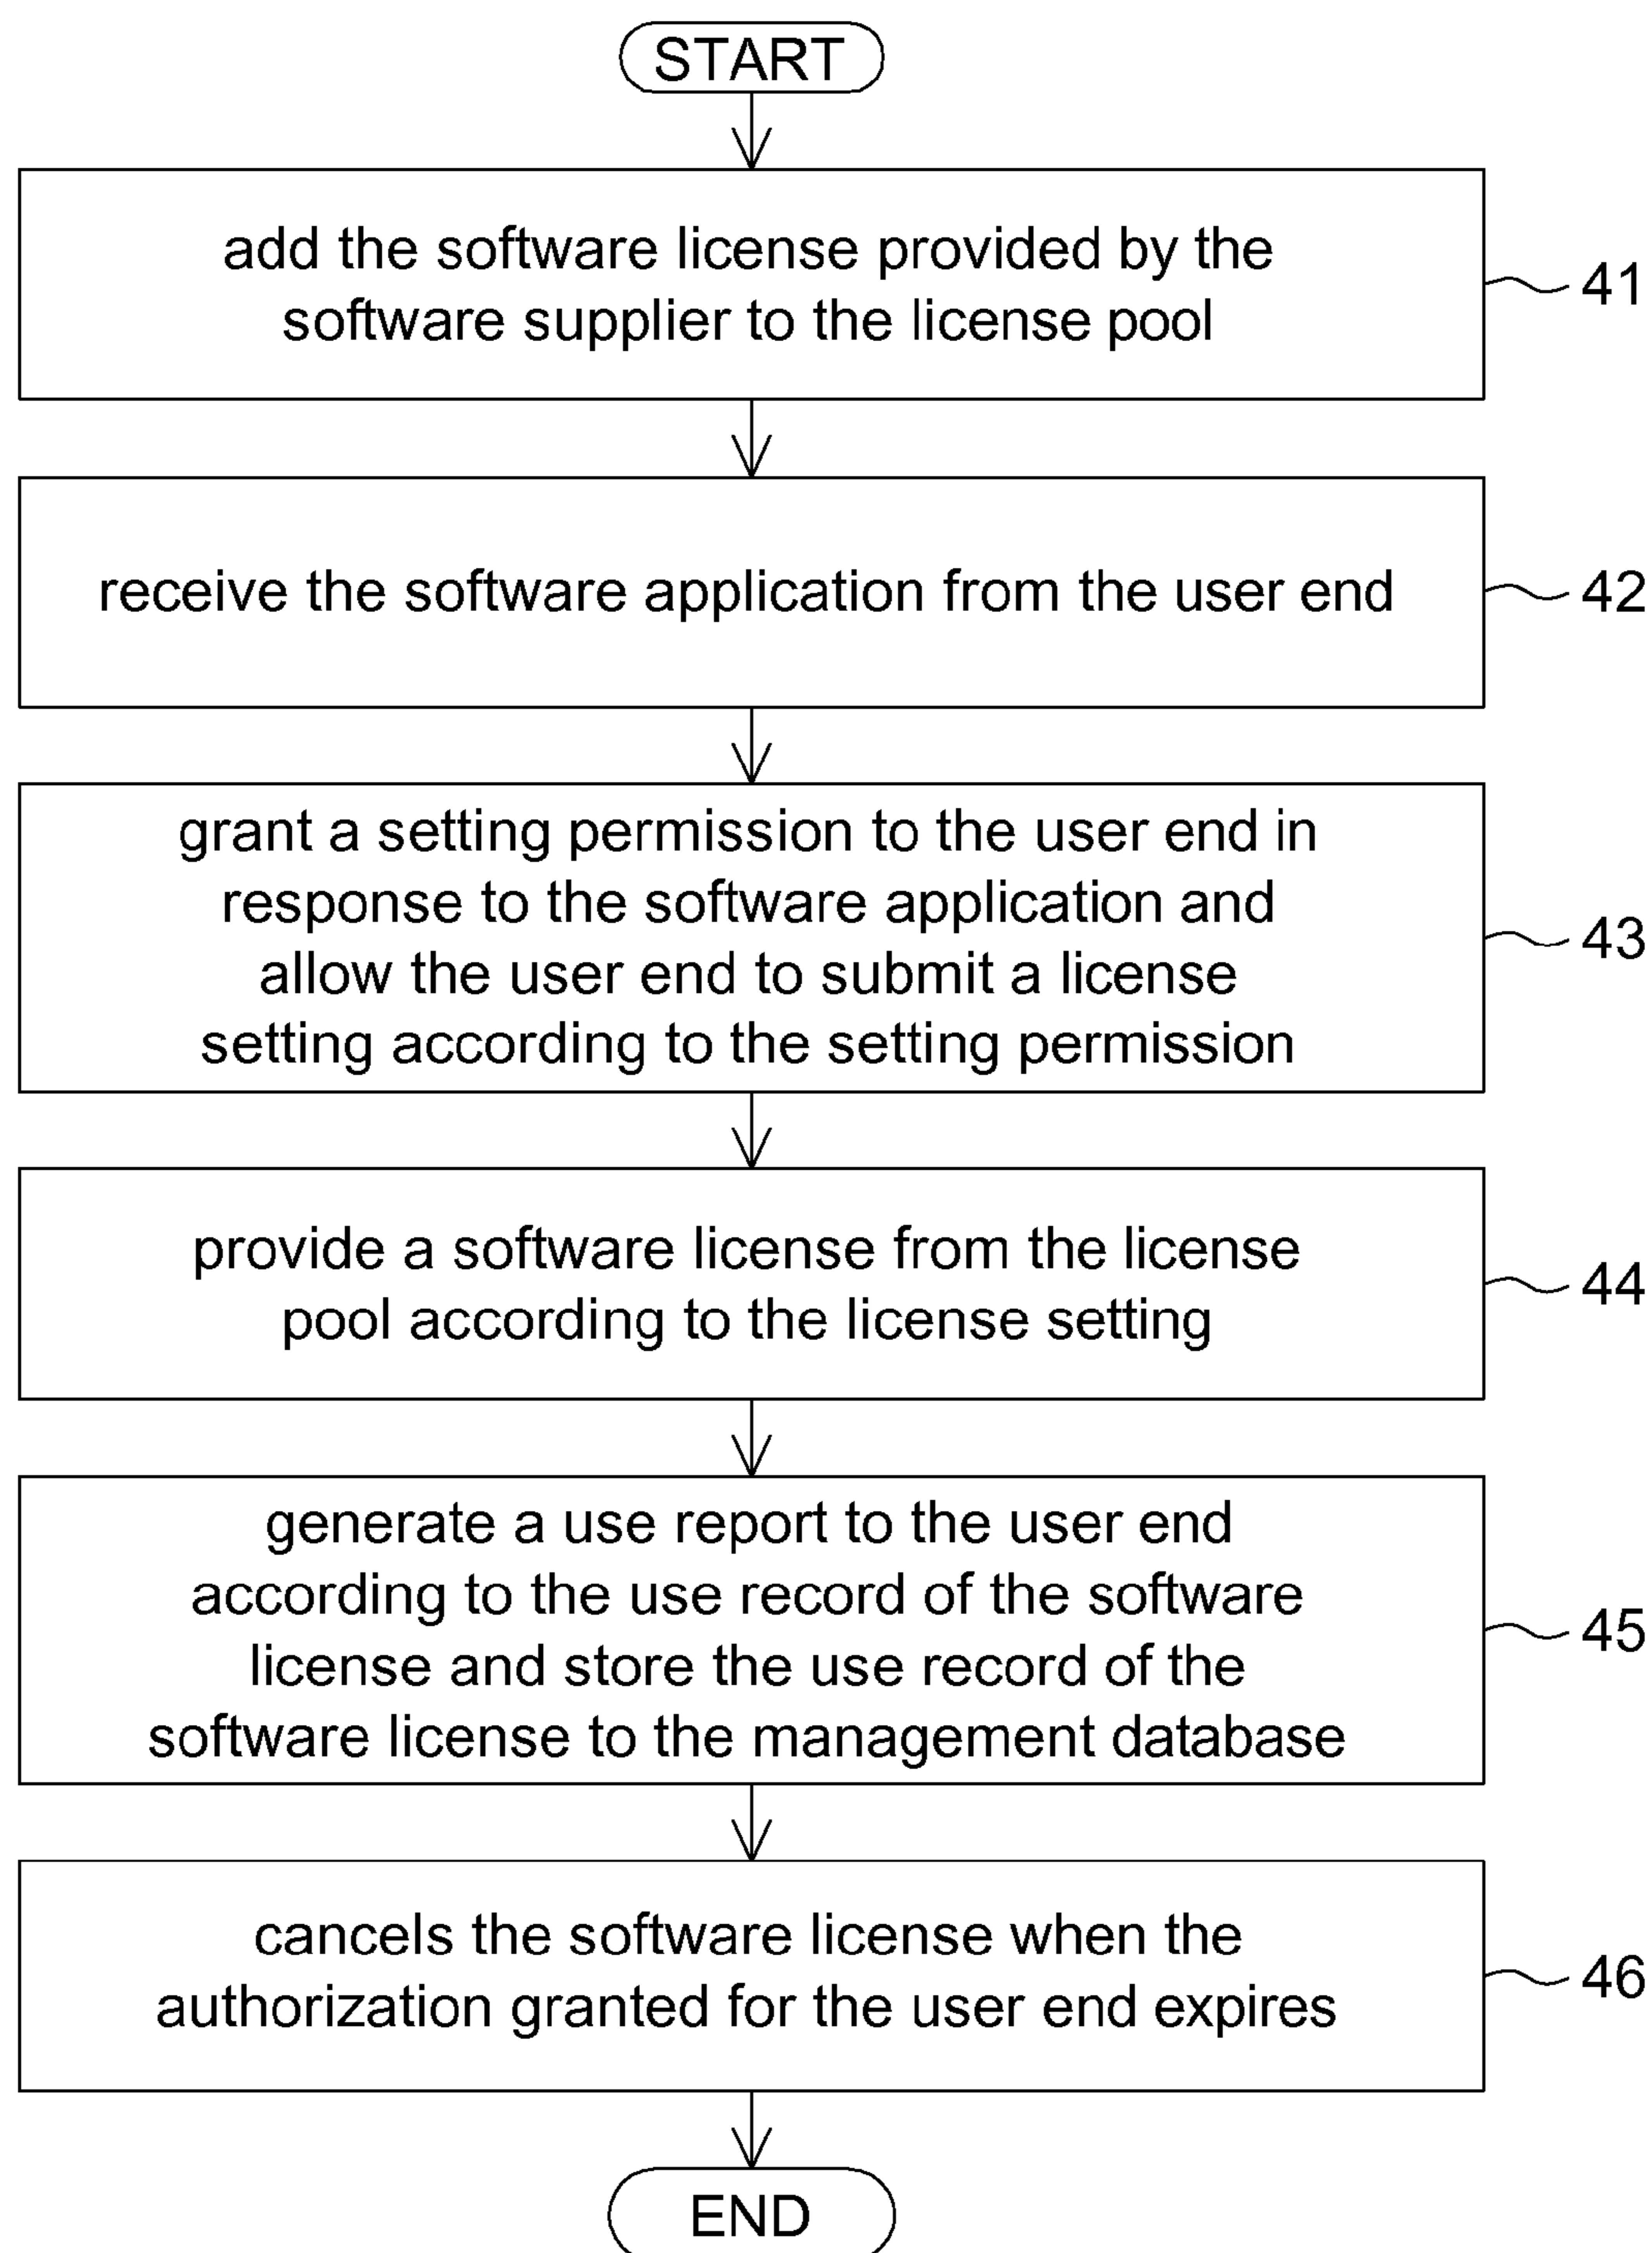 START
add the software license provided by the
software supplier to the license pool
41
receive the software application from the user end
42
grant a setting permission to the user end in
response to the software application and
allow the user end to submit a license
setting according to the setting permission
43
provide a software license from the license
pool according to the license setting
44
generate a use report to the user end
according to the use record of the software
license and store the use record of the
software license to the management database
45
cancels the software license when the
authorization granted for the user end expires
46
END